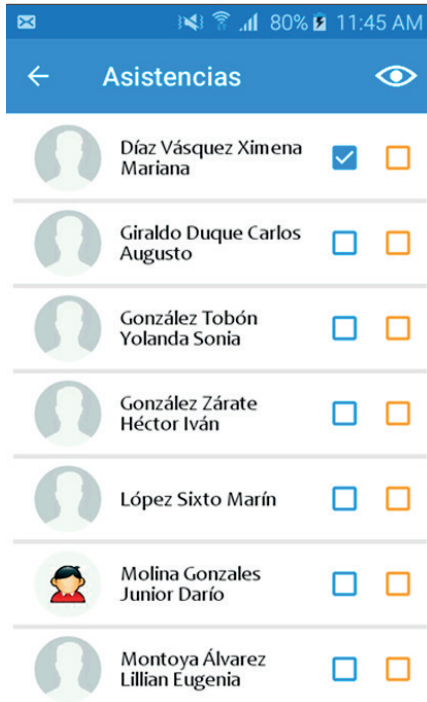 80% 11:45 AM
Asistencias
Díaz Vásquez Ximena
Mariana
Giraldo Duque Carlos
Augusto
González Tobón
Yolanda Sonia
González Zárate
Héctor Iván
López Sixto Marín
Molina Gonzales
Junior Darío
Montoya Álvarez
Lillian Eugenia